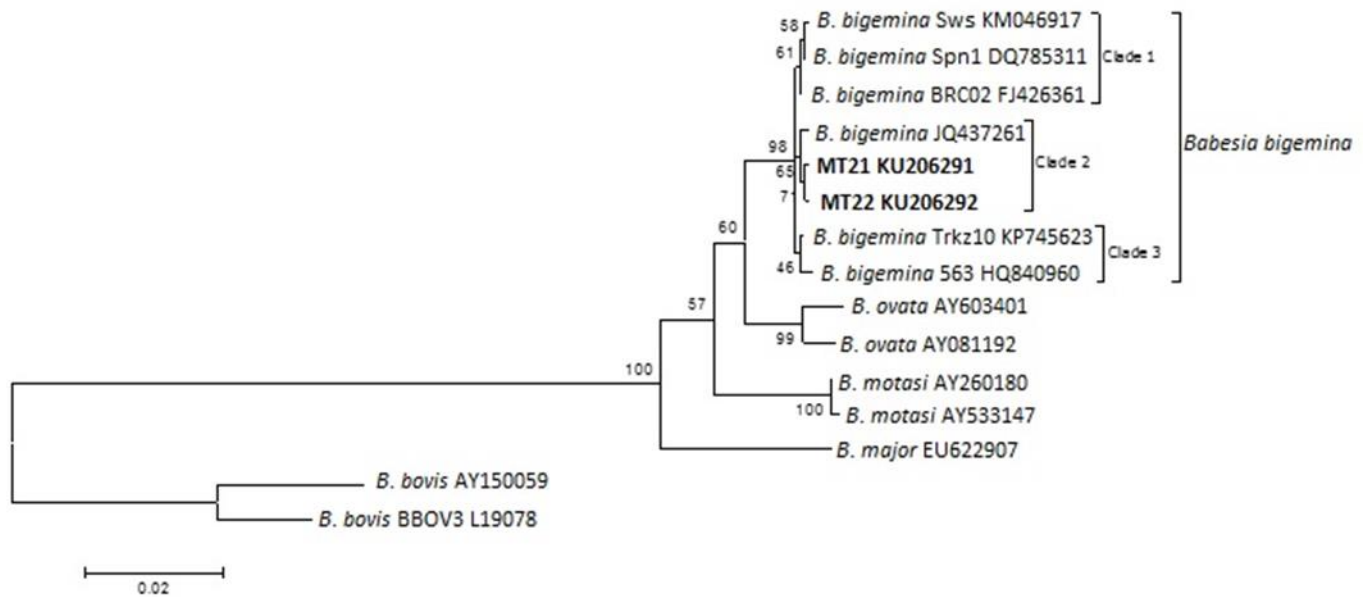 58
B. bigemina Sws KM046917
61
B. bigemina Spn1 DQ785311
Clade 1
B. bigemina BRC02 FJ426361
B. bigemina JQ437261
Babesia bigemina
98
65
MT21 KU206291
Clade 2
7
MT22 KU206292
60
B. bigemina Trkz10 KP745623
Clade 3
46
B. bigemina 563 HQ840960
57
B. ovata AY603401
99
B. ovata AY081192
100
B. motasi AY260180
100
B. motasi AY533147
B. major EU622907
B. bovis AY150059
B. bovis BBOV3 L19078
0.02